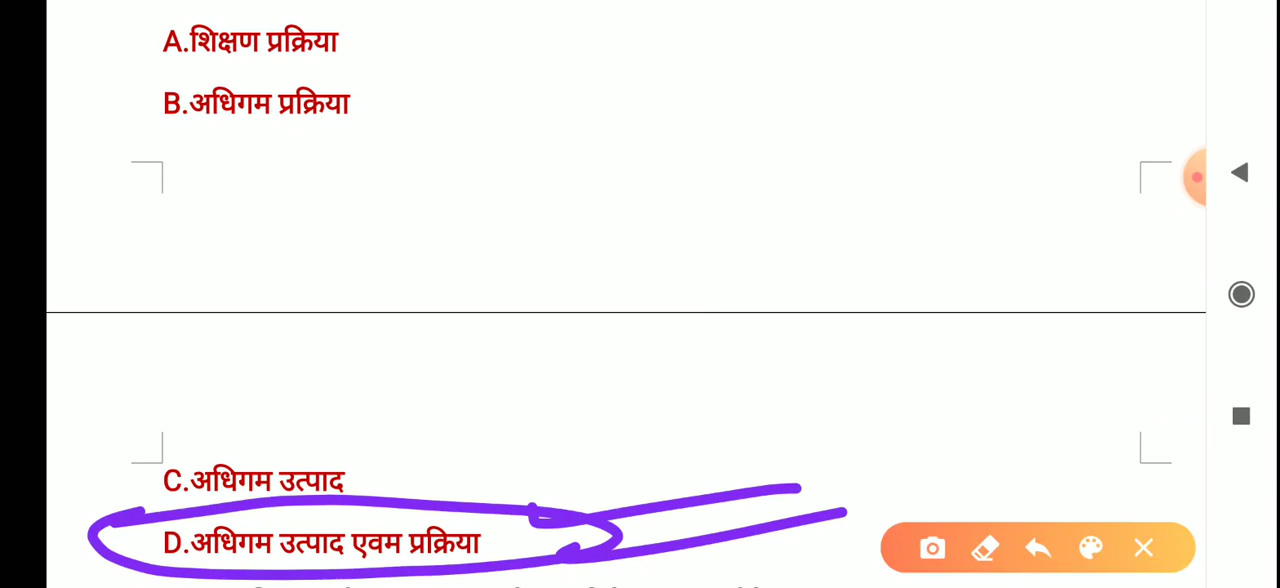 A.शिक्षण प्रक्रिया
B.अधिगम प्रक्रिया
C.अधिगम उत्पाद
D.अधिगम उत्पाद एवम प्रक्रिया